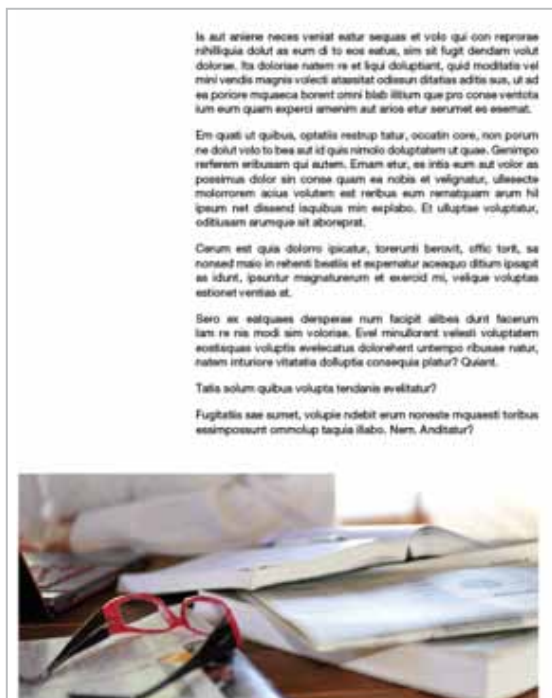 Is aut aniene neces veniat eatur sequas et volo qui con reprorae
nihilliquia dolut as eum di to eos eatus, sim sit fugit dendam volut
dolorae. Ita doloriae natem re et liqui doluptiant, quid moditatis vel
mini vendis magnis volecti atassitat odissun ditatias aditis sus, ut ad
ea poriore mquaeca borent omni blab illitium que pro conse ventota
ium eum quam experci amenim aut arios etur serumet es esernat.
Em quati ut quibus, optatiis restrup tatur, occatin core, non porum
ne dolut volo to bea aut id quis nimolo doluptatem ut quae. Genimpo
rerferem eribusam qui autem. Ernam etur, es intis eum aut volor as
possimus dolor sin conse quam ea nobis et velignatur, ullesecte
molorrorem acius volutem est reribus eum rernatquam arum hil
ipsum net dissend isquibus min explabo. Et ulluptae voluptatur,
oditiusam arumque sit aboreprat.
Cerum est quia dolorro ipicatur, torerunti berovit, offic torit, sa
nonsed maio in rehenti beatiis et expernatur aceaquo ditium ipsapit
as idunt, ipsuntur magnaturerum et exeroid mi, velique voluptas
estionet ventias at.
Sero ex eatquaes dersperae num facipit alibea dunt facerum
lam re nis modi sim voloriae. Evel minullorent velesti voluptatem
eostisquas voluptis evelecatus dolorehent untempo ribusae natur,
natem inturiore vitatatia dolluptia consequia platur? Quiant.
Tatis solum quibus volupta tendanis evelitatur?
Fugitatiis sae sumet, volupie ndebit erum noneste mquaesti toribus
essimpossunt ommolup taquia illabo. Nem. Anditatur?